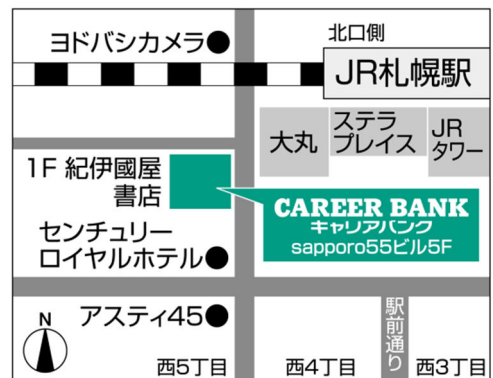 ヨドバシカメラ
北口側
JR札幌駅
大丸
ステラ
プレイス
JR
タワー
1F 紀伊國屋
書店
CAREER BANK
キャリアバンク
sapporo55ビル5F
センチュリー
ロイヤルホテル
N
アスティ45
駅前通り
西5丁目
西4丁目
西3丁目